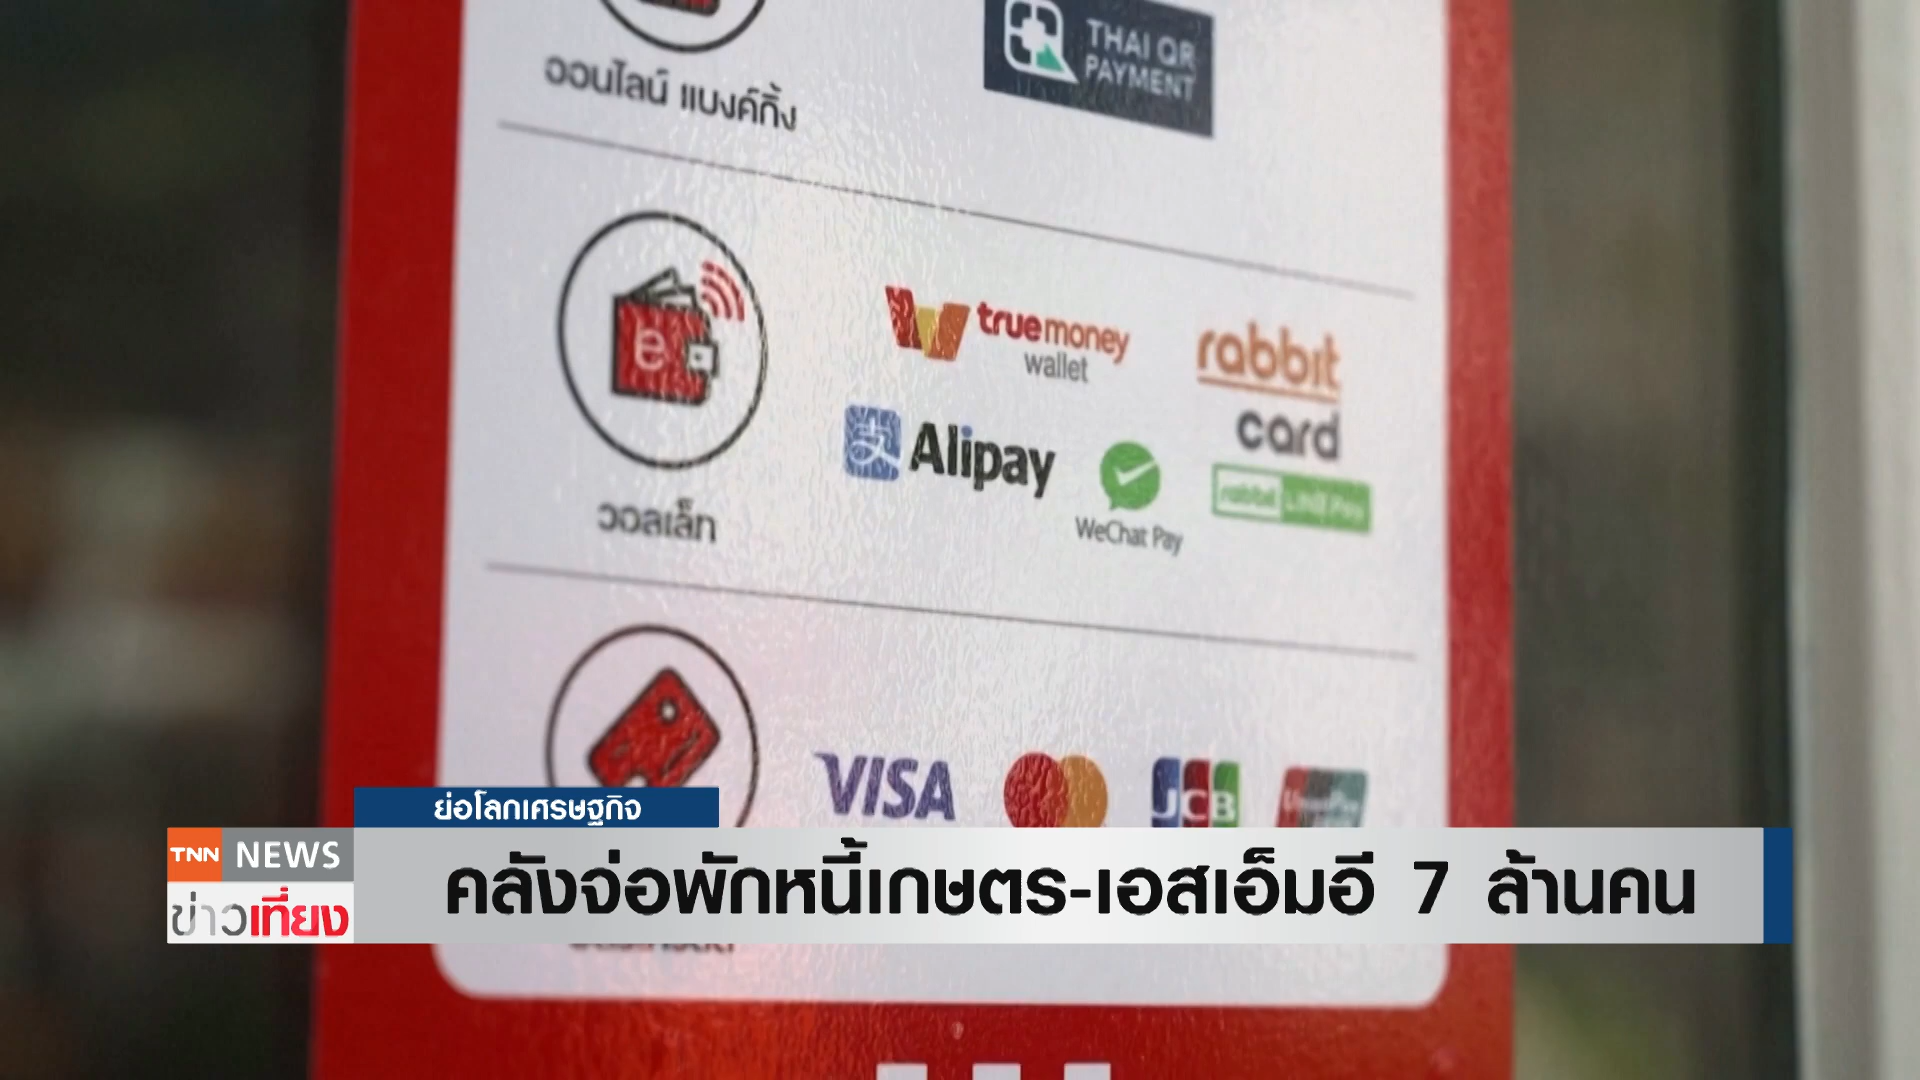 THAI QR
PAYMENT
ออนไลน์ แบงค์กิ้ง
e
truemoney
wallet
rabbit
card
Alipay
WeChat Pay
rabbit LINE Pay
วอลเล็ท
VISA
JCB
UnionPay
ย่อโลกเศรษฐกิจ
TNN NEWS
ข่าวเที่ยง
คลังจ่อพักหนี้เกษตร-เอสเอ็มอี 7 ล้านคน